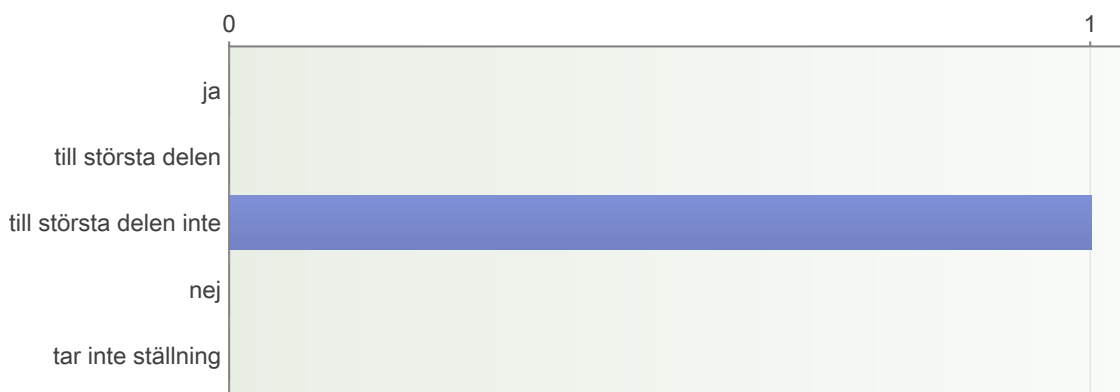 0 1
ja
till största delen
till största delen inte
nej
tar inte ställning